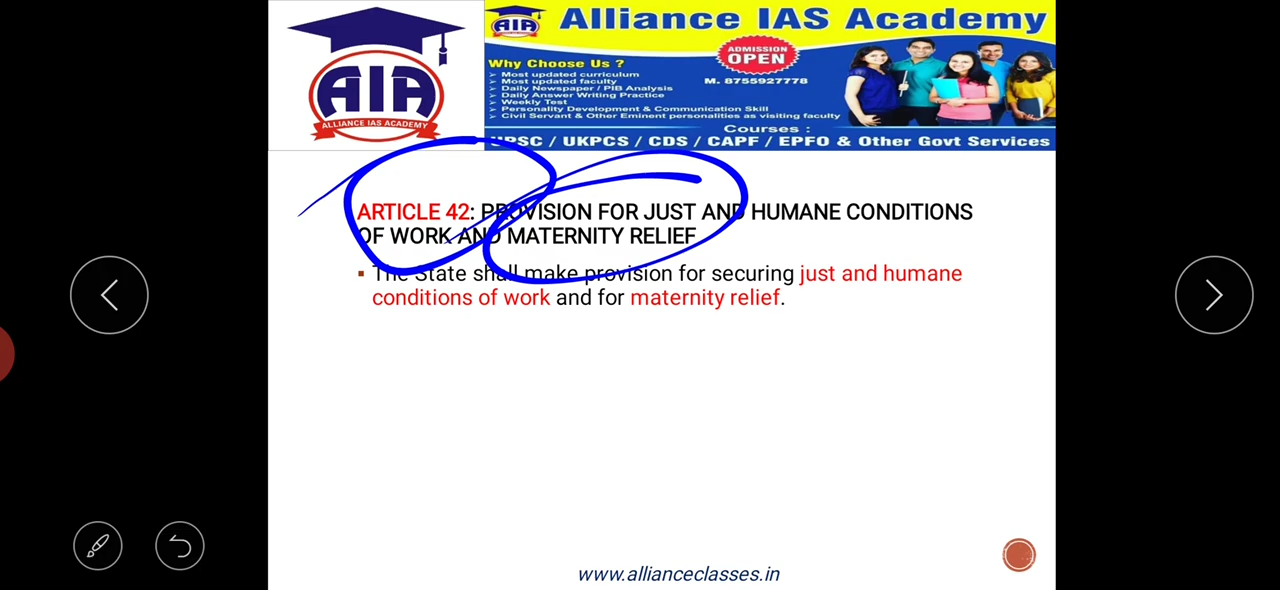 AIA
ALLIANCE IAS ACADEMY
AIA
Alliance IAS Academy
ADMISSION
OPEN
Why Choose Us ?
➢ Most updated curriculum
➢ Most updated faculty
➢ Daily Newspaper / PIB Analysis
➢ Daily Answer Writing Practice
➢ Weekly Test
➢ Personality Development & Communication Skill
➢ Civil Servant & Other Eminent personalities as visiting faculty
M. 8755927778
Courses :
UPSC / UKPCS / CDS / CAPF / EPFO & Other Govt Services
ARTICLE 42: PROVISION FOR JUST AND HUMANE CONDITIONS
OF WORK AND MATERNITY RELIEF
▪ The State shall make provision for securing just and humane
conditions of work and for maternity relief.
www.allianceclasses.in